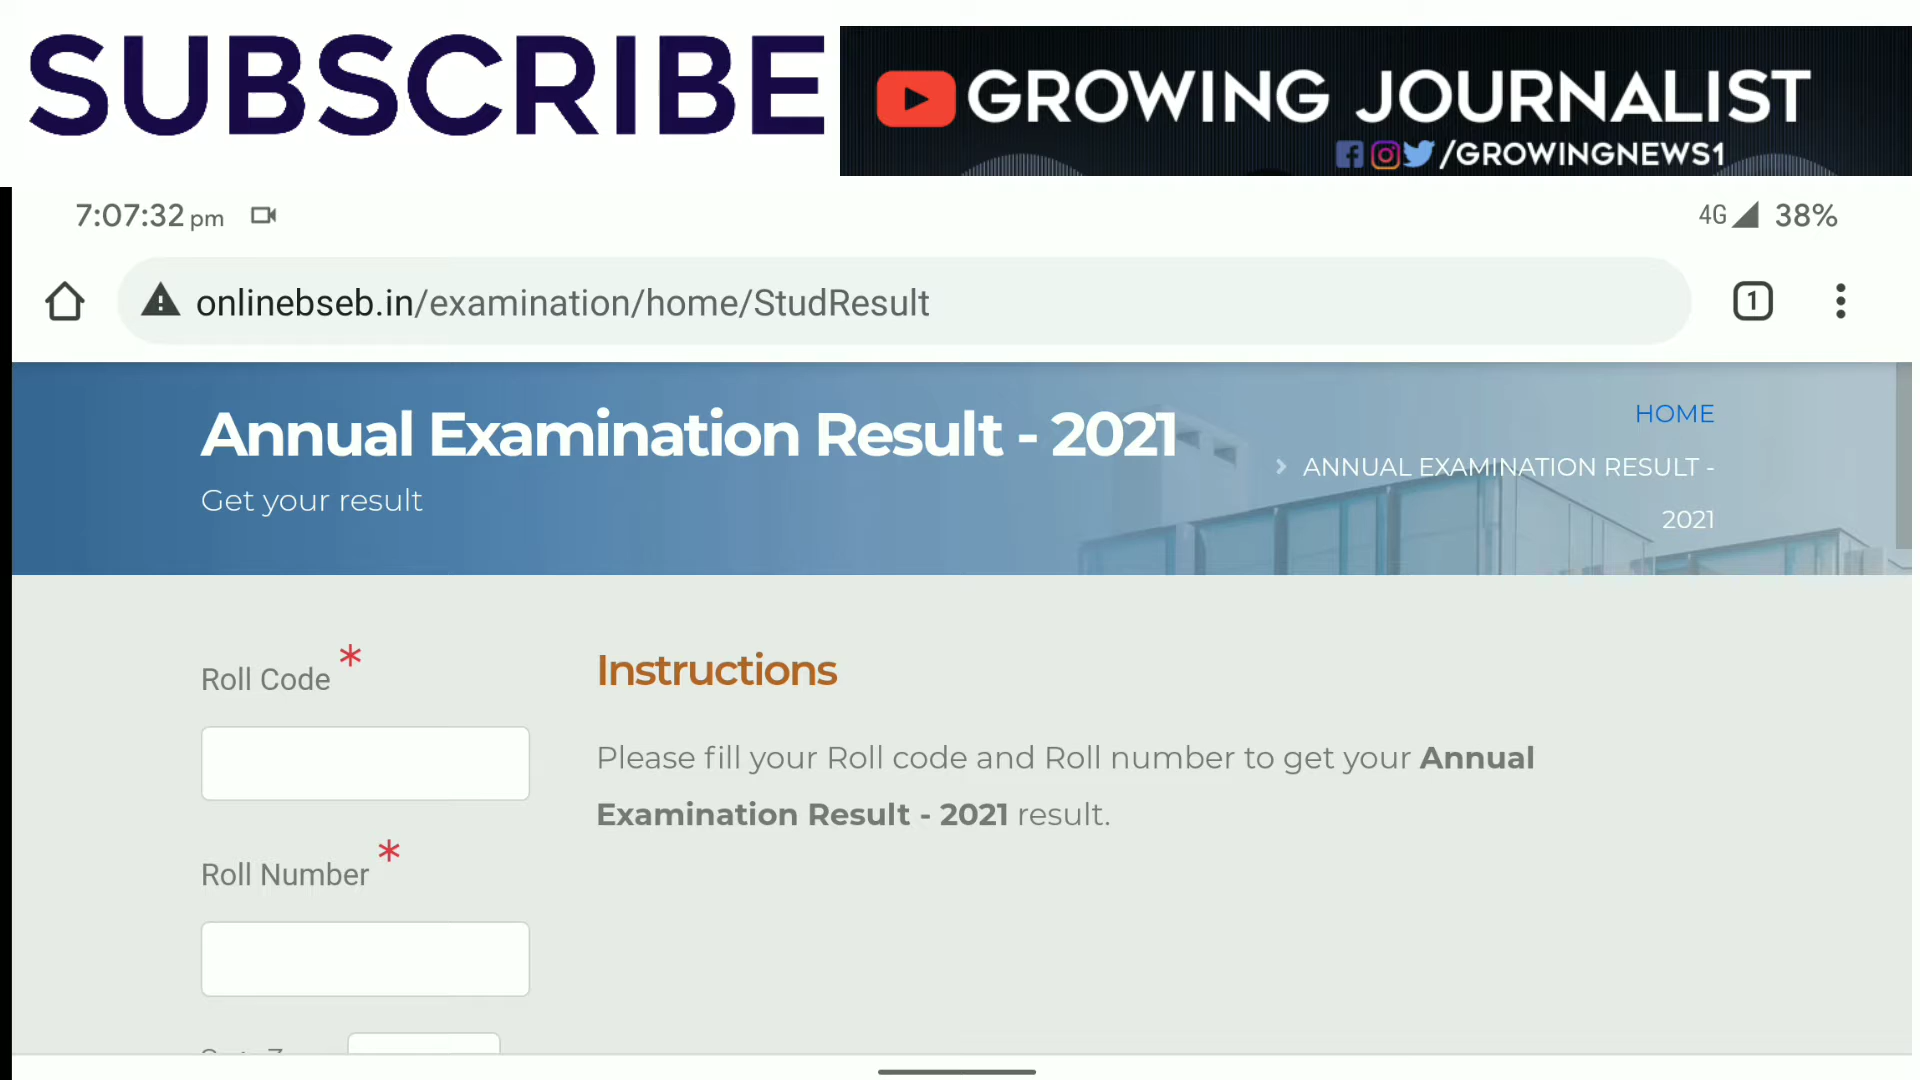 SUBSCRIBE
GROWING JOURNALIST
/GROWINGNEWS1
7:07:32 pm
4G 38%
onlinebseb.in/examination/home/StudResult
1
Annual Examination Result - 2021
Get your result
HOME
ANNUAL EXAMINATION RESULT -
2021
Roll Code *
Instructions
Please fill your Roll code and Roll number to get your Annual
Examination Result - 2021 result.
Roll Number *